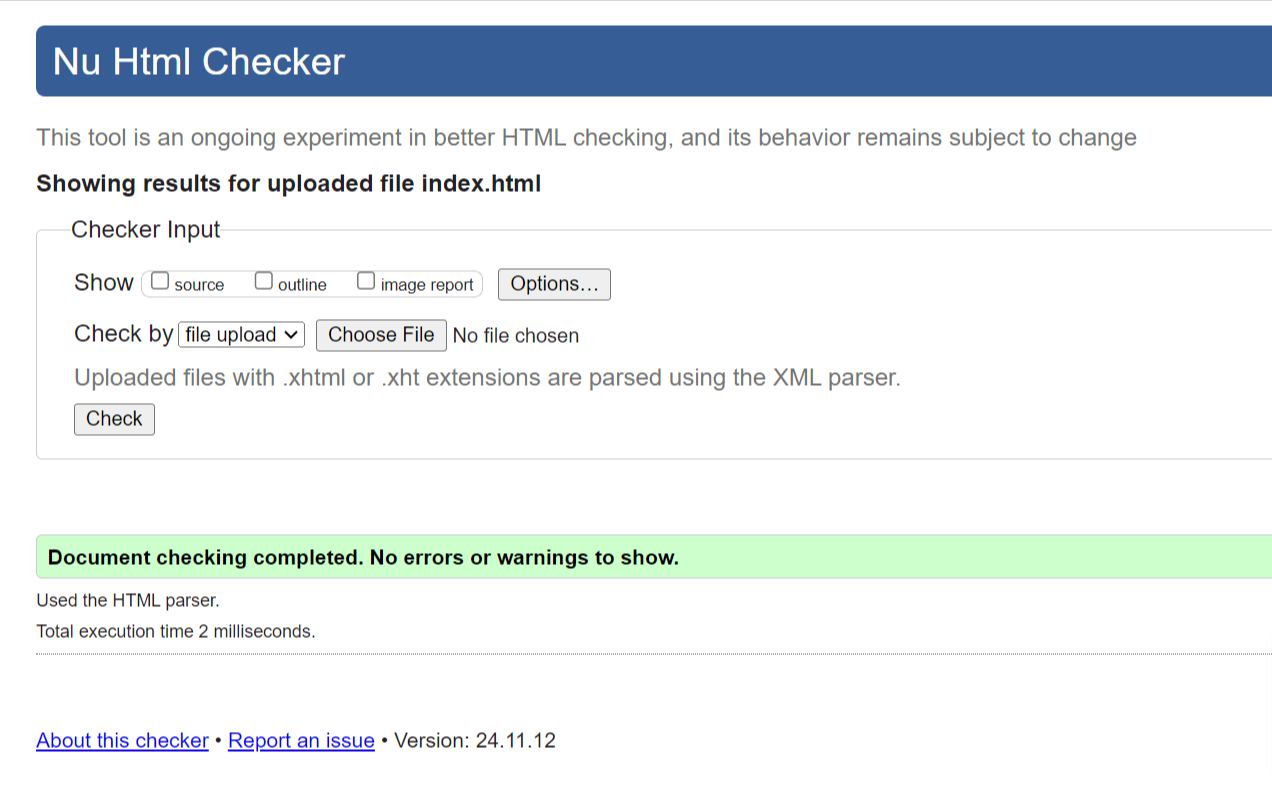 Nu Html Checker
This tool is an ongoing experiment in better HTML checking, and its behavior remains subject to change
Showing results for uploaded file index.html
Checker Input
Show source outline image report Options...
Check by file upload Choose File No file chosen
Uploaded files with .xhtml or .xht extensions are parsed using the XML parser.
Check
Document checking completed. No errors or warnings to show.
Used the HTML parser.
Total execution time 2 milliseconds.
About this checker • Report an issue • Version: 24.11.12